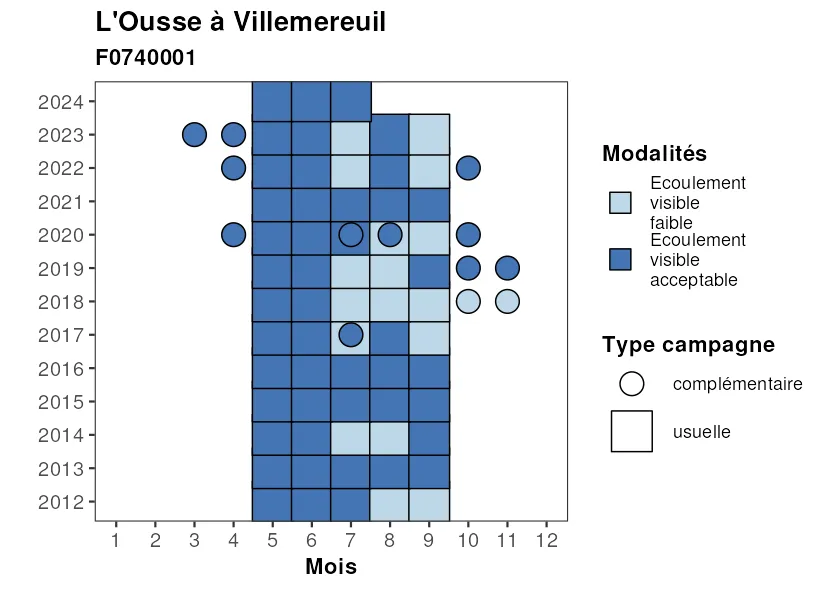 L'Ousse à Villemereuil
F0740001
2024
2023
2022
2021
2020
2019
2018
2017
2016
2015
2014
2013
2012
1 2 3 4 5 6 7 8 9 10 11 12
Mois
Modalités
Ecoulement
visible
faible
Ecoulement
visible
acceptable
Type campagne
complémentaire
usuelle